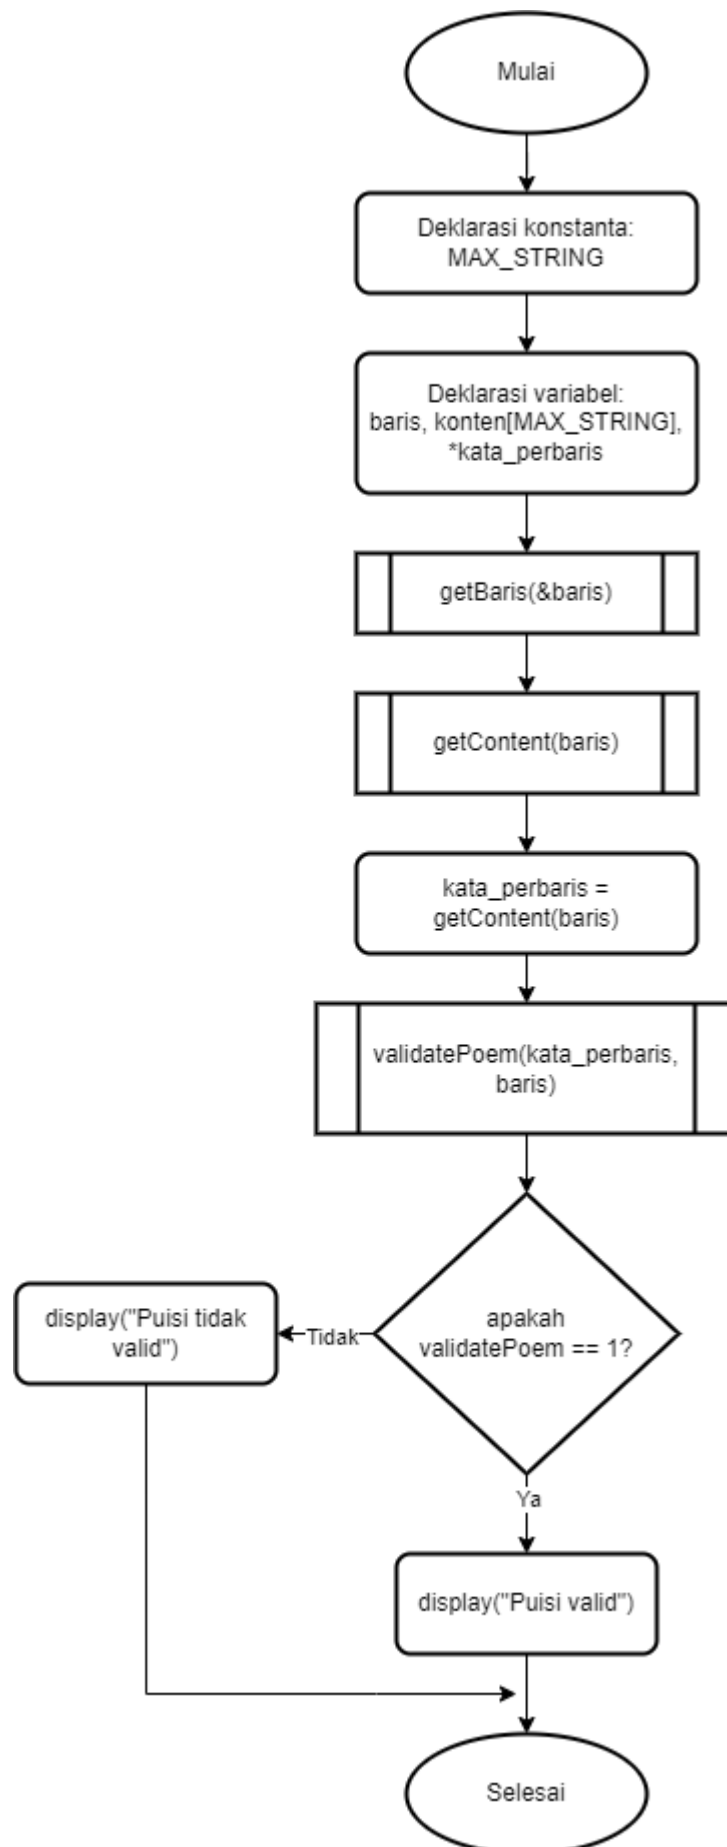 Mulai
Deklarasi konstanta:
MAX_STRING
Deklarasi variabel:
baris, konten[MAX_STRING],
*kata_perbaris
getBaris(&baris)
getContent(baris)
kata_perbaris =
getContent(baris)
validatePoem(kata_perbaris,
baris)
apakah
validatePoem == 1?
Tidak
display("Puisi tidak
valid")
Ya
display("Puisi valid")
Selesai